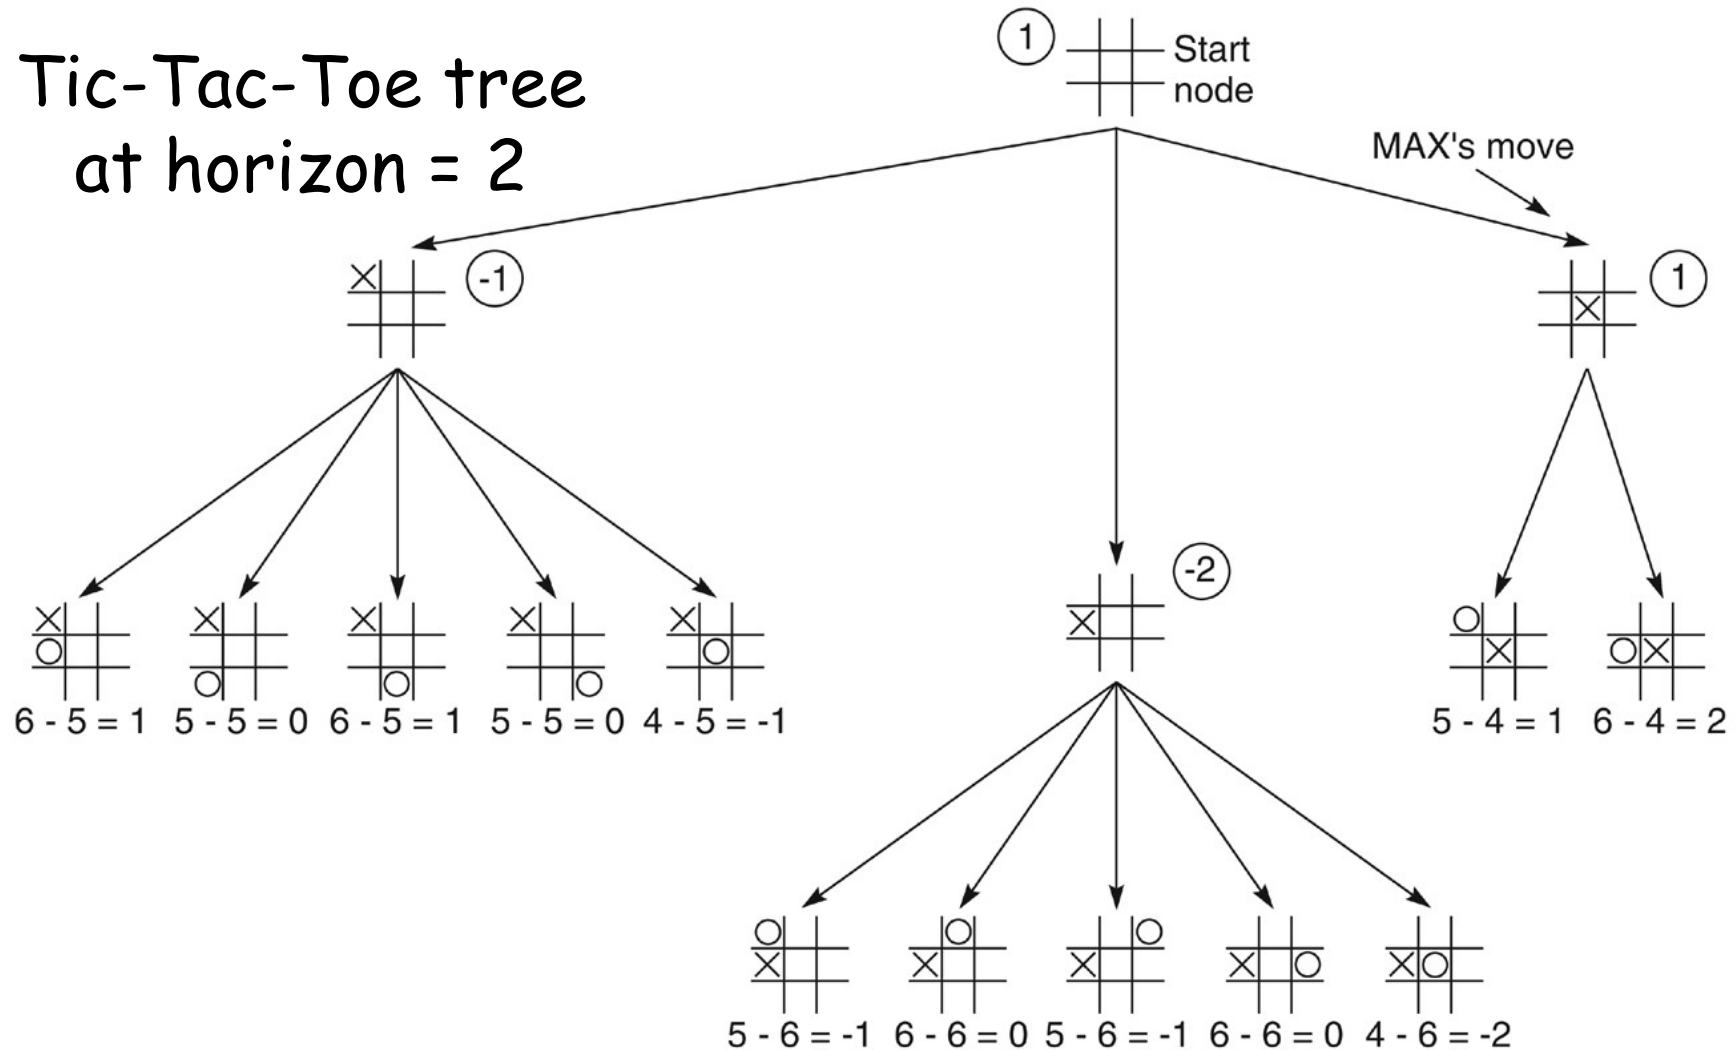 Tic-Tac-Toe tree
at horizon = 2
1
Start
node
MAX's move
-1
1
-2
6 - 5 = 1 5 - 5 = 0 6 - 5 = 1 5 - 5 = 0 4 - 5 = -1
5 - 4 = 1 6 - 4 = 2
5 - 6 = -1 6 - 6 = 0 5 - 6 = -1 6 - 6 = 0 4 - 6 = -2